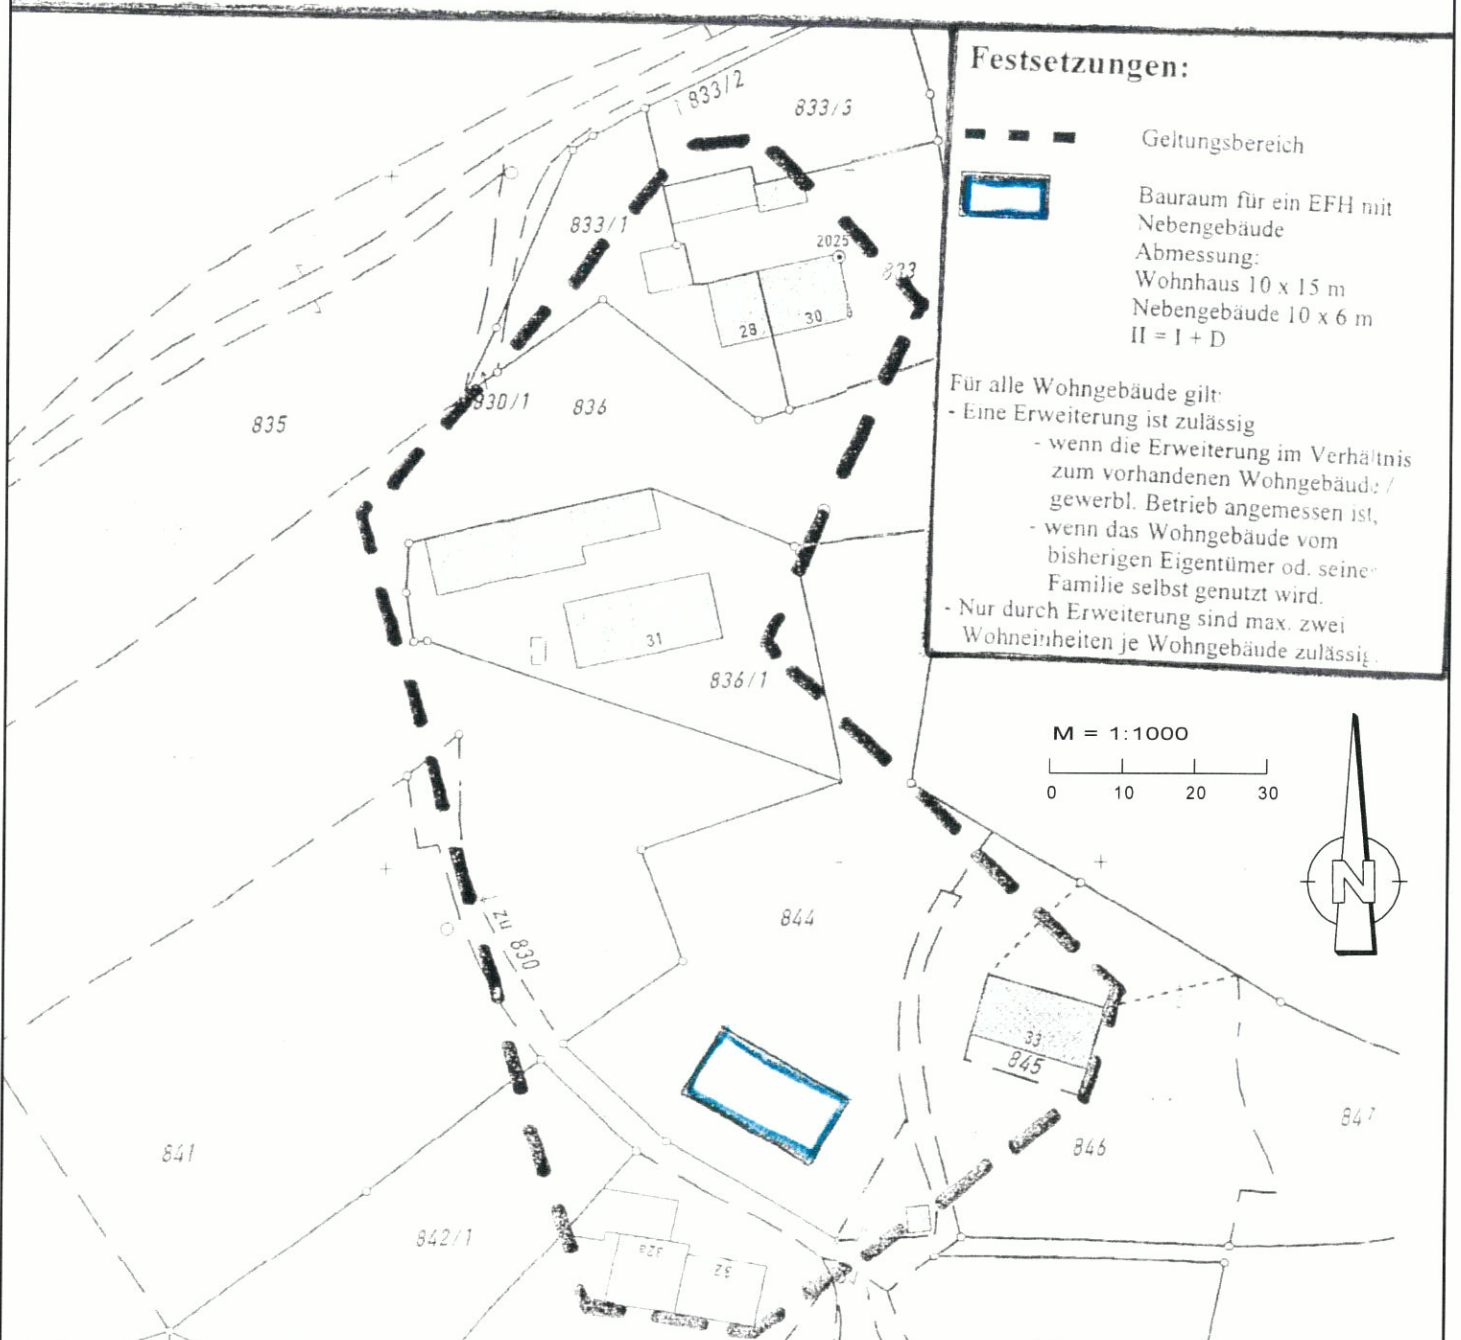 Festsetzungen:
Geltungsbereich
Bauraum für ein EFH mit
Nebengebäude
Abmessung:
Wohnhaus 10 x 15 m
Nebengebäude 10 x 6 m
II = I + D
Für alle Wohngebäude gilt:
- Eine Erweiterung ist zulässig
- wenn die Erweiterung im Verhältnis
zum vorhandenen Wohngebäude /
gewerbl. Betrieb angemessen ist,
- wenn das Wohngebäude vom
bisherigen Eigentümer od. seiner
Familie selbst genutzt wird.
- Nur durch Erweiterung sind max. zwei
Wohneinheiten je Wohngebäude zulässig.
M = 1:1000
0 10 20 30
N
833/2
833/3
833/1
2025
833
28
30
830/1
836
835
31
836/1
zu 830
844
33
845
847
846
841
842/1
32a
32